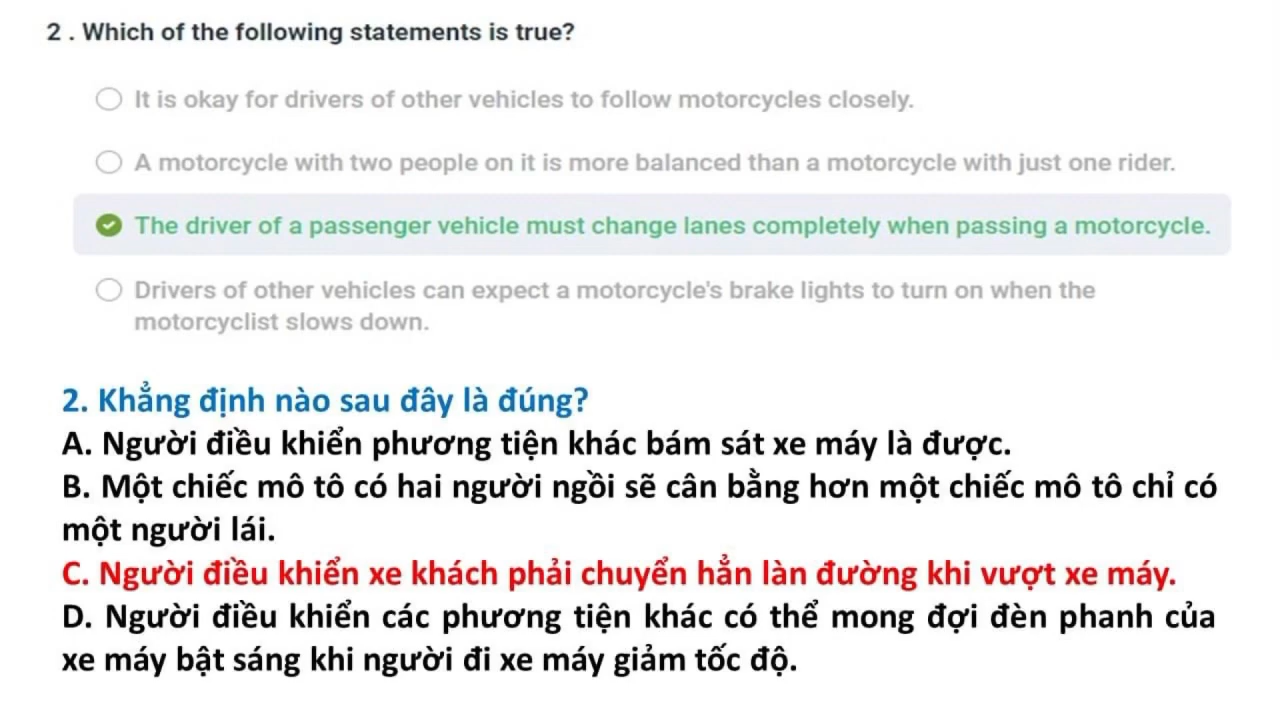 2 . Which of the following statements is true?
It is okay for drivers of other vehicles to follow motorcycles closely.
A motorcycle with two people on it is more balanced than a motorcycle with just one rider.
The driver of a passenger vehicle must change lanes completely when passing a motorcycle.
Drivers of other vehicles can expect a motorcycle's brake lights to turn on when the
motorcyclist slows down.
2. Khẳng định nào sau đây là đúng?
A. Người điều khiển phương tiện khác bám sát xe máy là được.
B. Một chiếc mô tô có hai người ngồi sẽ cân bằng hơn một chiếc mô tô chỉ có
một người lái.
C. Người điều khiển xe khách phải chuyển hẳn làn đường khi vượt xe máy.
D. Người điều khiển các phương tiện khác có thể mong đợi đèn phanh của
xe máy bật sáng khi người đi xe máy giảm tốc độ.